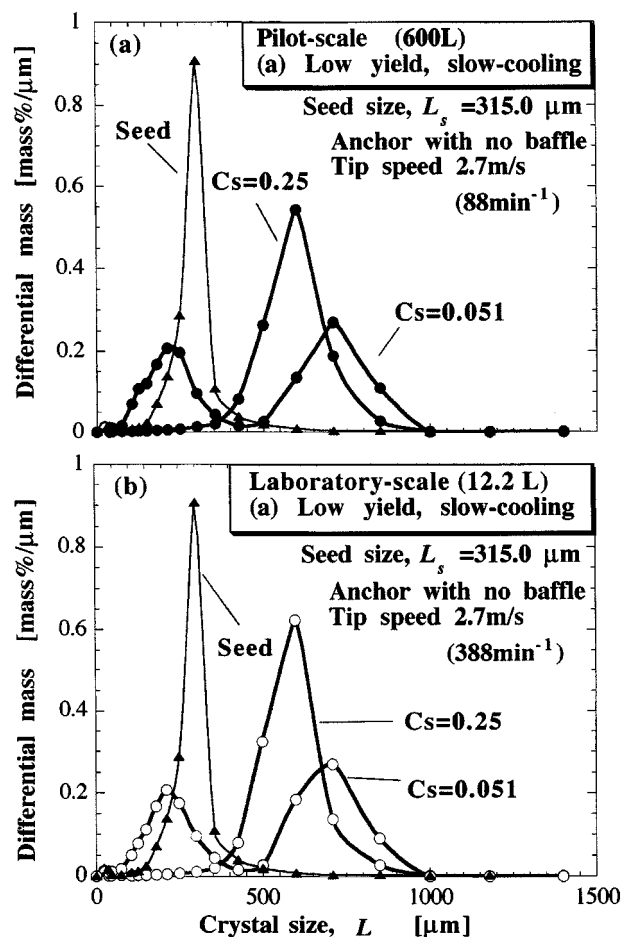 1
(a)
Pilot-scale (600L)
(a) Low yield, slow-cooling
0.8
Seed size, Ls =315.0 μm
Seed
Anchor with no baffle
Tip speed 2.7m/s
Cs=0.25
(88min-1)
0.6
0.4
Cs=0.051
0.2
0
Differential mass [mass%/μm]
1
(b)
Laboratory-scale (12.2 L)
(a) Low yield, slow-cooling
0.8
Seed size, Ls =315.0 μm
Anchor with no baffle
Tip speed 2.7m/s
0.6
Seed
(388min-1)
0.4
Cs=0.25
Cs=0.051
0.2
0
Differential mass [mass%/μm]
0 500 1000 1500
Crystal size, L [μm]